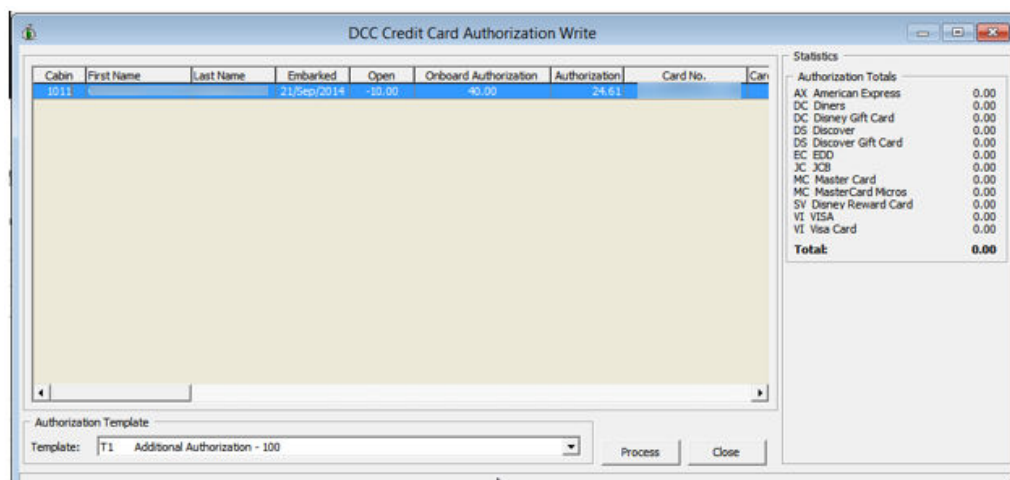 DCC Credit Card Authorization Write
Cabin First Name Last Name Embarked Open Onboard Authorization Authorization Card No. Card
1011 21/Sep/2014 -10.00 40.00 24.61
Statistics
Authorization Totals
AX American Express 0.00
DC Diners 0.00
DC Disney Gift Card 0.00
DS Discover 0.00
DS Discover Gift Card 0.00
EC EDD 0.00
JC JCB 0.00
MC Master Card 0.00
MC MasterCard Micros 0.00
SV Disney Reward Card 0.00
VI VISA 0.00
VI Visa Card 0.00
Total: 0.00
Authorization Template
Template: T1 Additional Authorization - 100
Process Close